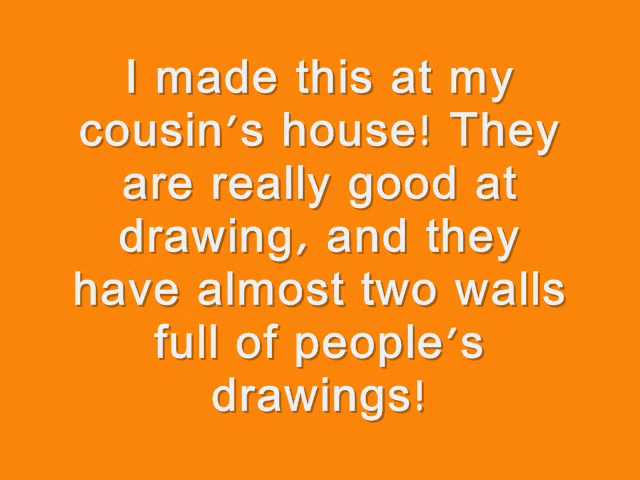 I made this at my
cousin's house! They
are really good at
drawing, and they
have almost two walls
full of people's
drawings!